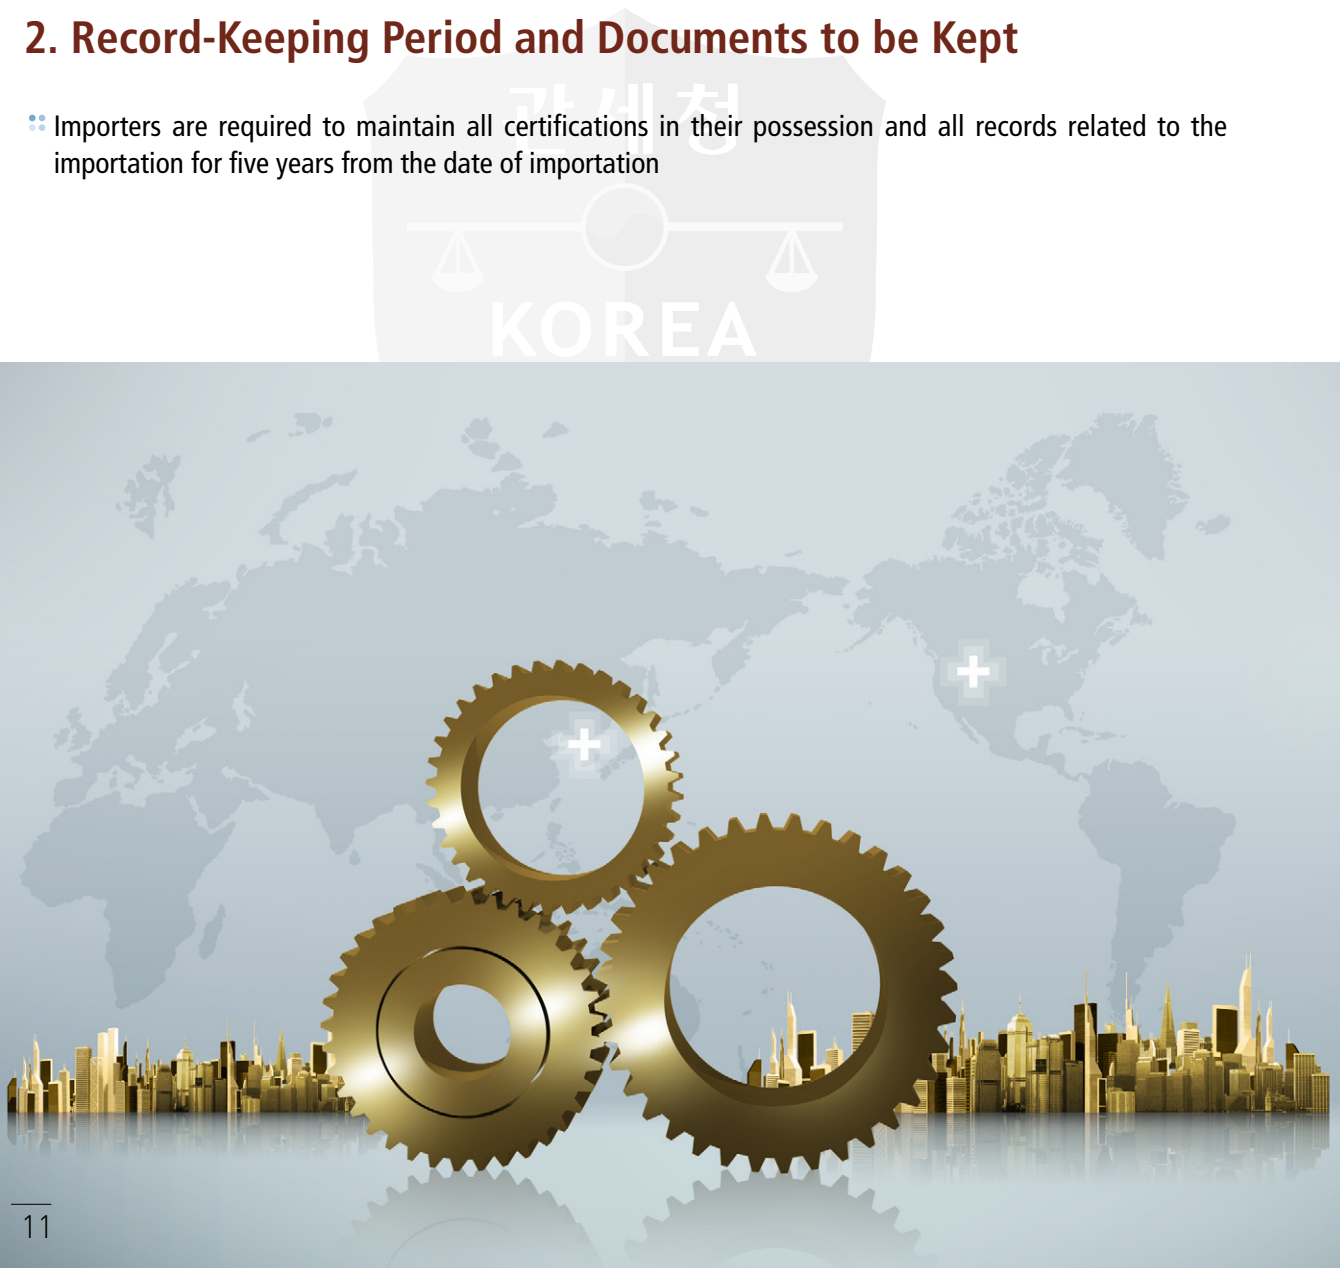 2. Record-Keeping Period and Documents to be Kept
관세청
Importers are required to maintain all certifications in their possession and all records related to the
importation for five years from the date of importation
KOREA
11